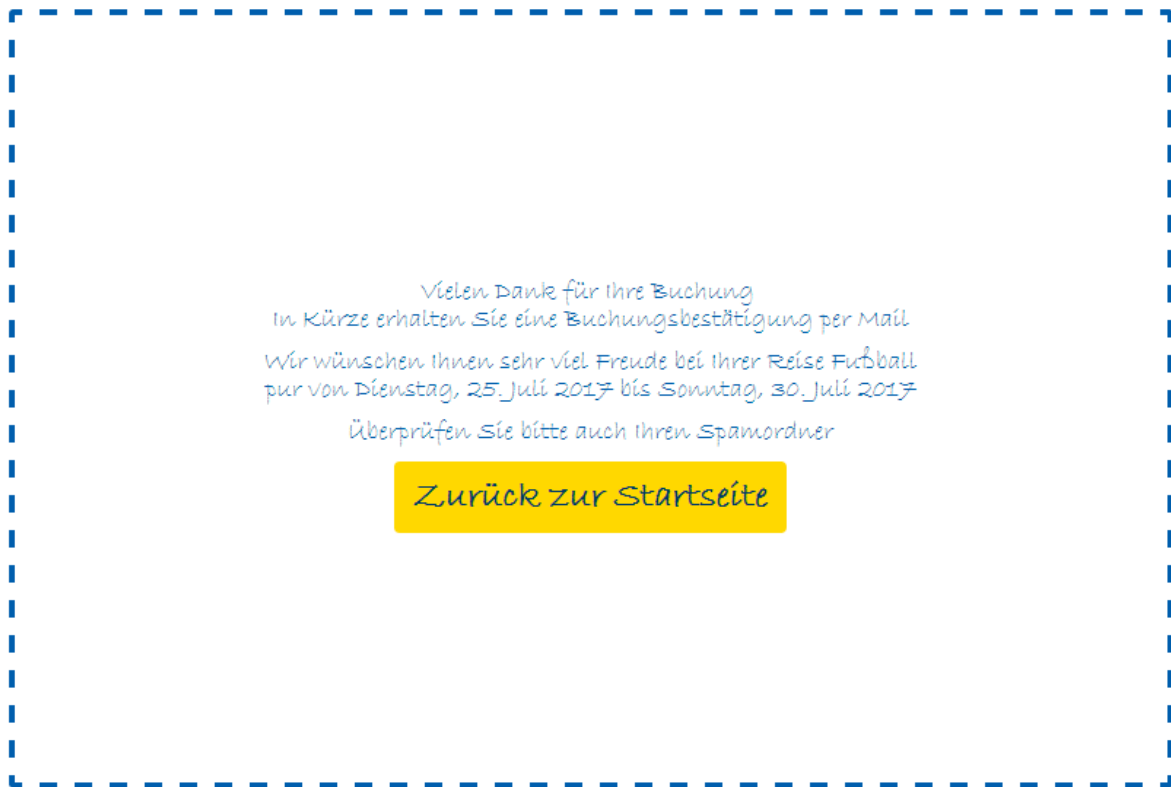 Vielen Dank für Ihre Buchung
In Kürze erhalten Sie eine Buchungsbestätigung per Mail
Wir wünschen Ihnen sehr viel Freude bei Ihrer Reise Fußball
pur von Dienstag, 25. Juli 2017 bis Sonntag, 30. Juli 2017
Überprüfen Sie bitte auch Ihren Spamordner
Zurück zur Startseite